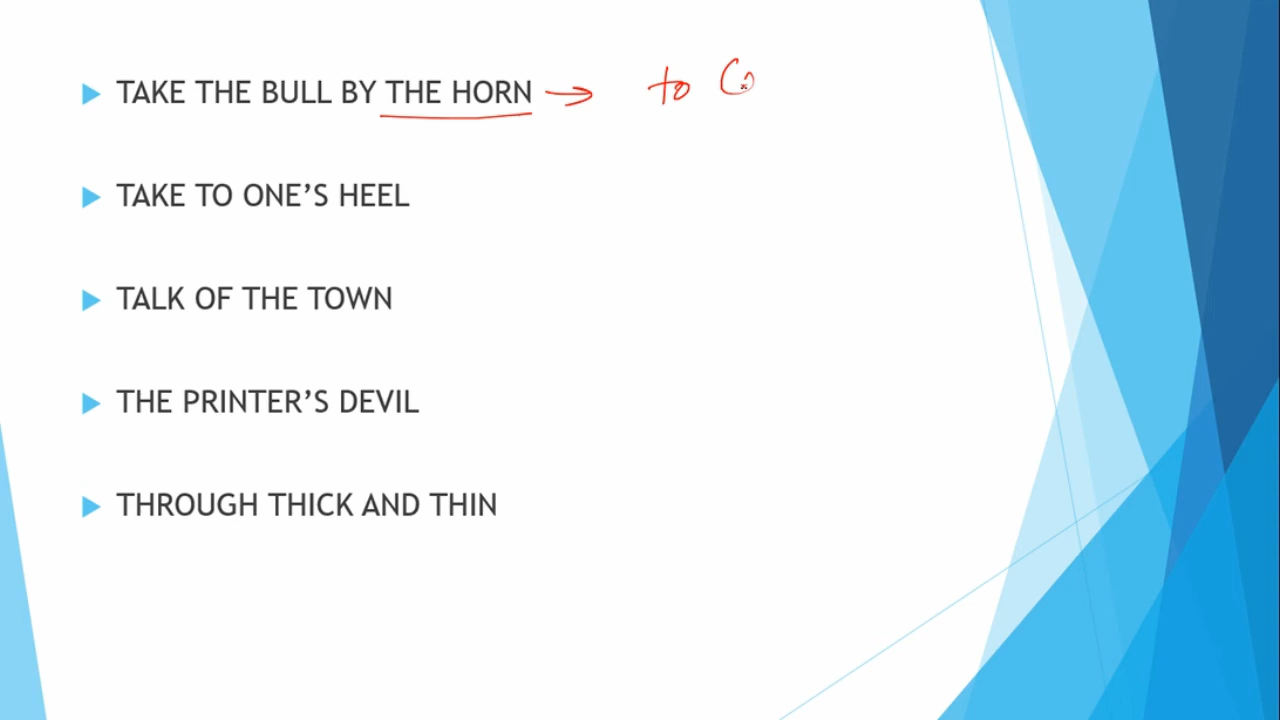 TAKE THE BULL BY THE HORN → to Co
TAKE TO ONE'S HEEL
TALK OF THE TOWN
THE PRINTER'S DEVIL
THROUGH THICK AND THIN